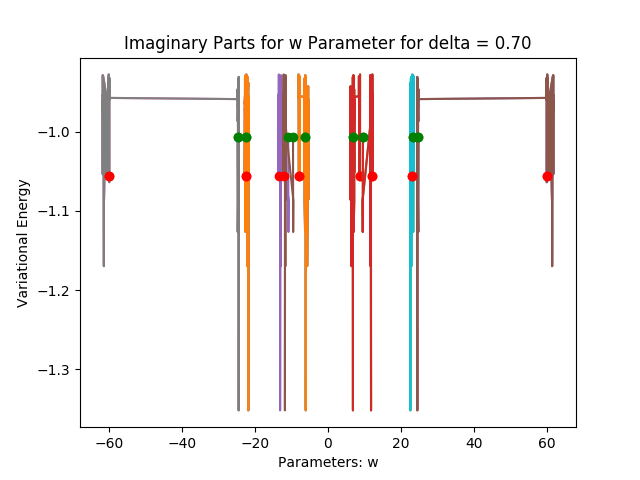 Imaginary Parts for w Parameter for delta = 0.70
Variational Energy
−1.0
−1.1
−1.2
−1.3
−60 −40 −20 0 20 40 60
Parameters: w